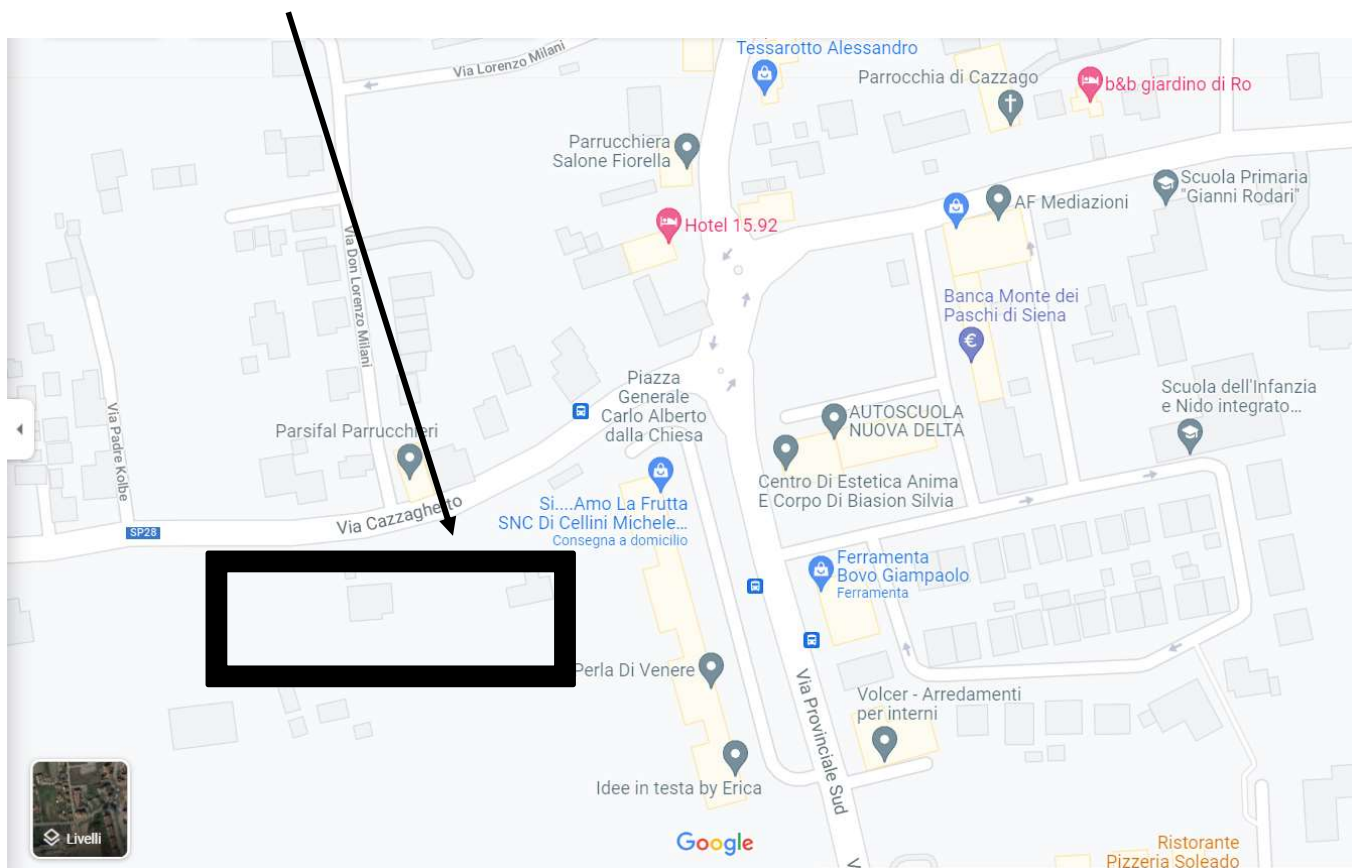 Tessarotto Alessandro
Via Lorenzo Milani
Parrocchia di Cazzago
b&b giardino di Ro
Parrucchiera
Salone Fiorella
Scuola Primaria
"Gianni Rodari"
AF Mediazioni
Hotel 15.92
Via Don Lorenzo Milani
Banca Monte dei
Paschi di Siena
€
Piazza
Generale
Carlo Alberto
dalla Chiesa
Scuola dell'Infanzia
e Nido integrato...
Via Padre Kolbe
Parsifal Parrucchieri
AUTOSCUOLA
NUOVA DELTA
Centro Di Estetica Anima
E Corpo Di Biasion Silvia
Via Cazzaghetto
SP28
Si....Amo La Frutta
SNC Di Cellini Michele...
Consegna a domicilio
Ferramenta
Bovo Giampaolo
Ferramenta
Perla Di Venere
Via Provinciale Sud
Volcer - Arredamenti
per interni
Idee in testa by Erica
Livelli
Google
V
Ristorante
Pizzeria Soleado